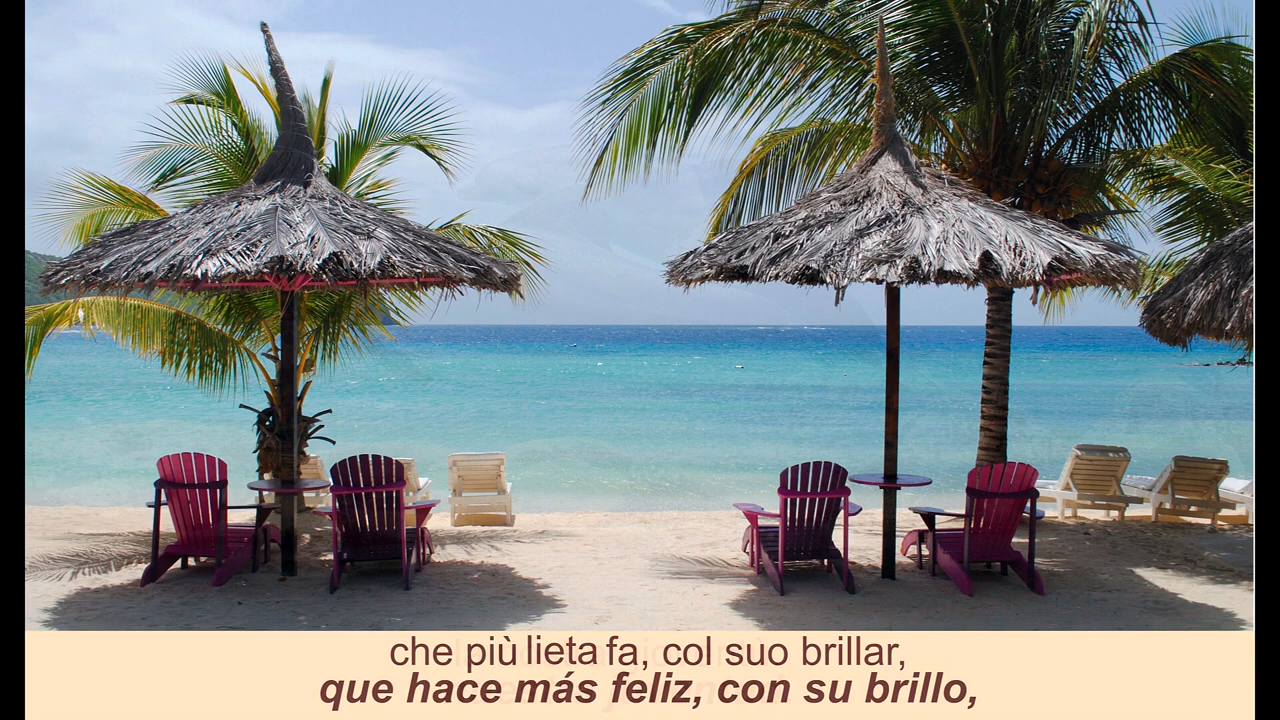 che più lieta fa, col suo brillar,
que hace más feliz, con su brillo,